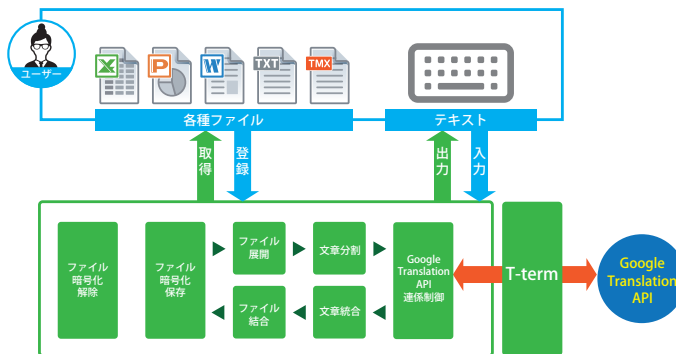 ユーザー
X
P
W
TXT
TMX
各種ファイル
テキスト
取得
登録
出力
入力
ファイル
暗号化
解除
ファイル
暗号化
保存
ファイル
展開
文章分割
Google
Translation
API
連係制御
ファイル
結合
文章統合
T-term
Google
Translation
API